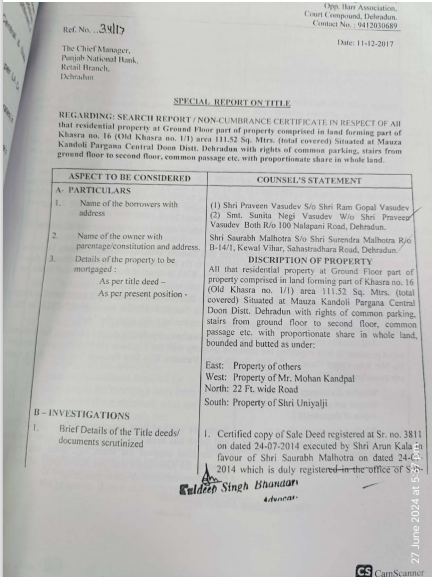 Opp. Barr Association,
Court Compound, Dehradun.
Contact No. : 9412030689
Ref. No. ..34/17
Date: 11-12-2017
The Chief Manager,
Punjab National Bank,
Retail Branch,
Dehradun
SPECIAL REPORT ON TITLE
REGARDING: SEARCH REPORT / NON-CUMBRANCE CERTIFICATE IN RESPECT OF All
that residential property at Ground Floor part of property comprised in land forming part of
Khasra no. 16 (Old Khasra no. 1/1) area 111.52 Sq. Mtrs. (total covered) Situated at Mauza
Kandoli Pargana Central Doon Distt. Dehradun with rights of common parking, stairs from
ground floor to second floor, common passage etc. with proportionate share in whole land.
ASPECT TO BE CONSIDERED
COUNSEL'S STATEMENT
A- PARTICULARS
1. Name of the borrowers with
address
(1) Shri Praveen Vasudev S/o Shri Ram Gopal Vasudev
(2) Smt. Sunita Negi Vasudev W/o Shri Praveen
Vasudev Both R/o 100 Nalapani Road, Dehradun.
2. Name of the owner with
parentage/constitution and address.
Shri Saurabh Malhotra S/o Shri Surendra Malhotra R/o
B-14/1, Kewal Vihar, Sahastradhara Road, Dehradun.
3. Details of the property to be
mortgaged :
As per title deed –
As per present position -
DISCRIPTION OF PROPERTY
All that residential property at Ground Floor part of
property comprised in land forming part of Khasra no. 16
(Old Khasra no. 1/1) area 111.52 Sq. Mtrs. (total
covered) Situated at Mauza Kandoli Pargana Central
Doon Distt. Dehradun with rights of common parking,
stairs from ground floor to second floor, common
passage etc. with proportionate share in whole land,
bounded and butted as under:
East: Property of others
West: Property of Mr. Mohan Kandpal
North: 22 Ft. wide Road
South: Property of Shri Uniyalji
B – INVESTIGATIONS
1. Brief Details of the Title deeds/
documents scrutinized
1. Certified copy of Sale Deed registered at Sr. no. 3811
on dated 24-07-2014 executed by Shri Arun Kala in
favour of Shri Saurabh Malhotra on dated 24-
2014 which is duly registered in the office of
Kuldeep Singh Bhandari
Advocate
27 June 2024 at 5:
CS CamScanner